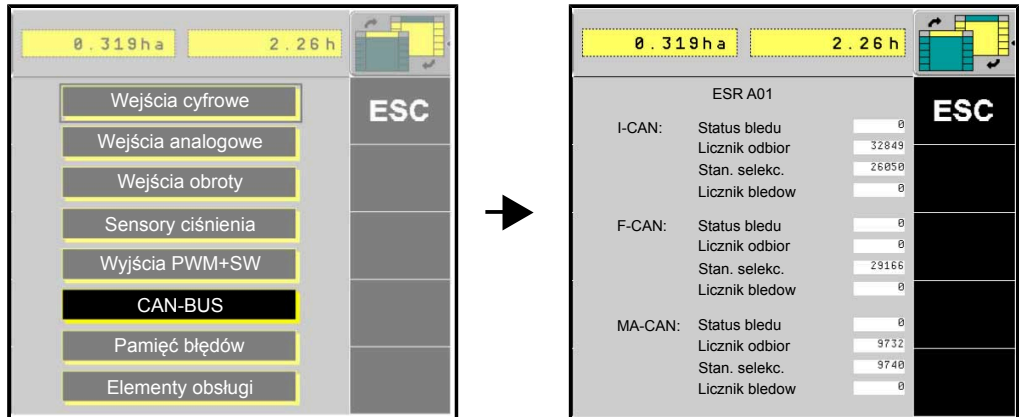 0.319ha 2.26h
Wejścia cyfrowe
ESC
Wejścia analogowe
Wejścia obroty
Sensory ciśnienia
Wyjścia PWM+SW
CAN-BUS
Pamięć błędów
Elementy obsługi
0.319ha 2.26h
ESR A01
ESC
I-CAN: Status bledu 0
Licznik odbior 32849
Stan. selekc. 26050
Licznik bledow 0
F-CAN: Status bledu 0
Licznik odbior 0
Stan. selekc. 29166
Licznik bledow 0
MA-CAN: Status bledu 0
Licznik odbior 9732
Stan. selekc. 9740
Licznik bledow 0